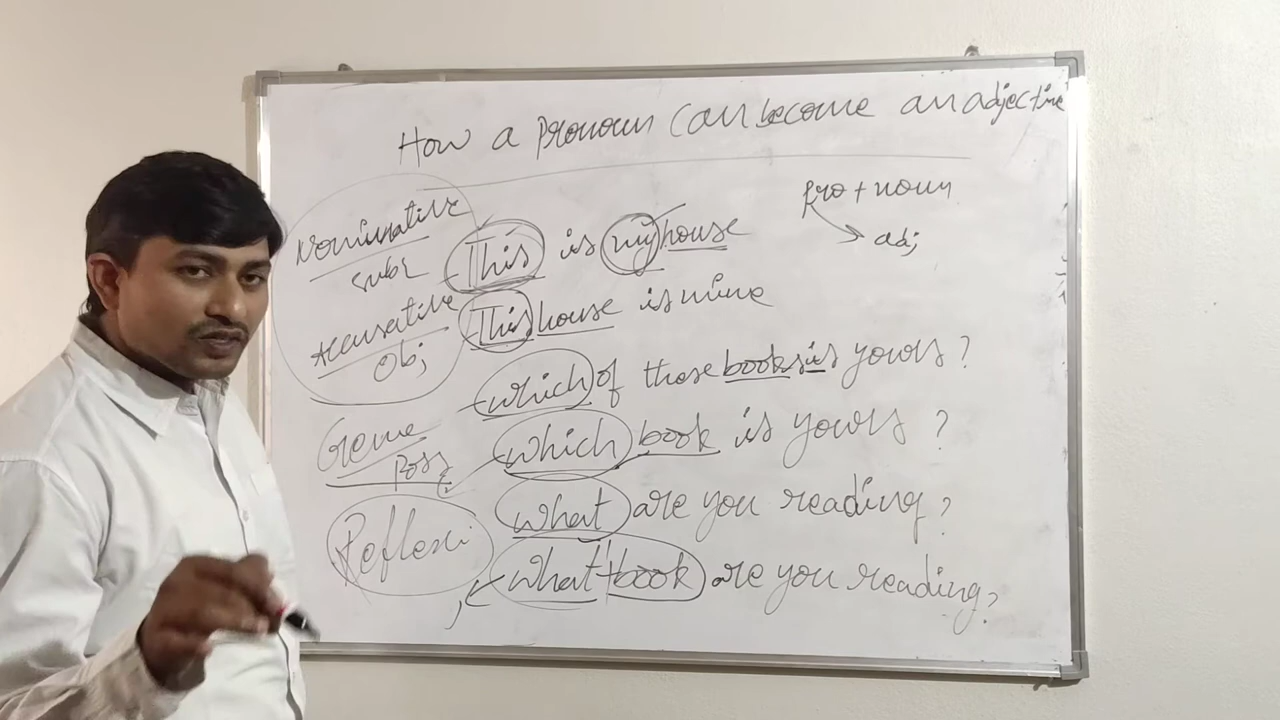 How a pronoun can become an adjective
pro + noun
adj
Nominative
subj
Accusative
Obj
Gene
Poss
Reflexi
This is my house
This house is mine
which of those books is yours ?
which book is yours ?
what are you reading ?
what + book are you reading ?